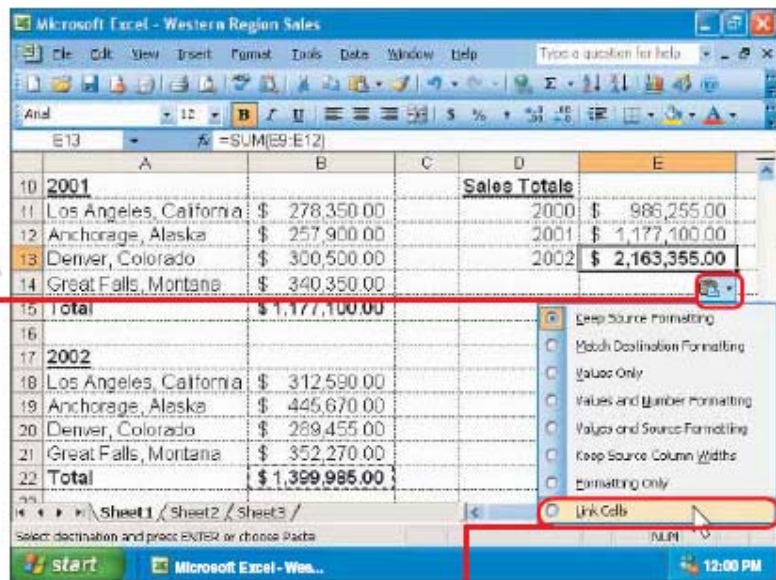 Microsoft Excel - Western Region Sales
File Edit View Insert Format Tools Data Window Help Type a question for help
Arial 12 B I U $ %
E13 fx =SUM(E9:E12)
A B C D E
10 2001 Sales Totals
11 Los Angeles, California $ 278,350.00 2000 $ 986,255.00
12 Anchorage, Alaska $ 257,900.00 2001 $ 1,177,100.00
13 Denver, Colorado $ 300,500.00 2002 $ 2,163,355.00
14 Great Falls, Montana $ 340,350.00
15 Total $ 1,177,100.00
16
17 2002
18 Los Angeles, California $ 312,590.00
19 Anchorage, Alaska $ 445,670.00
20 Denver, Colorado $ 289,455.00
21 Great Falls, Montana $ 352,270.00
22 Total $ 1,399,985.00
Keep Source Formatting
Match Destination Formatting
Values Only
Values and Number Formatting
Values and Source Formatting
Keep Source Column Widths
Formatting Only
Link Cells
Sheet1 / Sheet2 / Sheet3 /
Select destination and press ENTER or choose Paste NUM
start Microsoft Excel - Wes... 12:00 PM